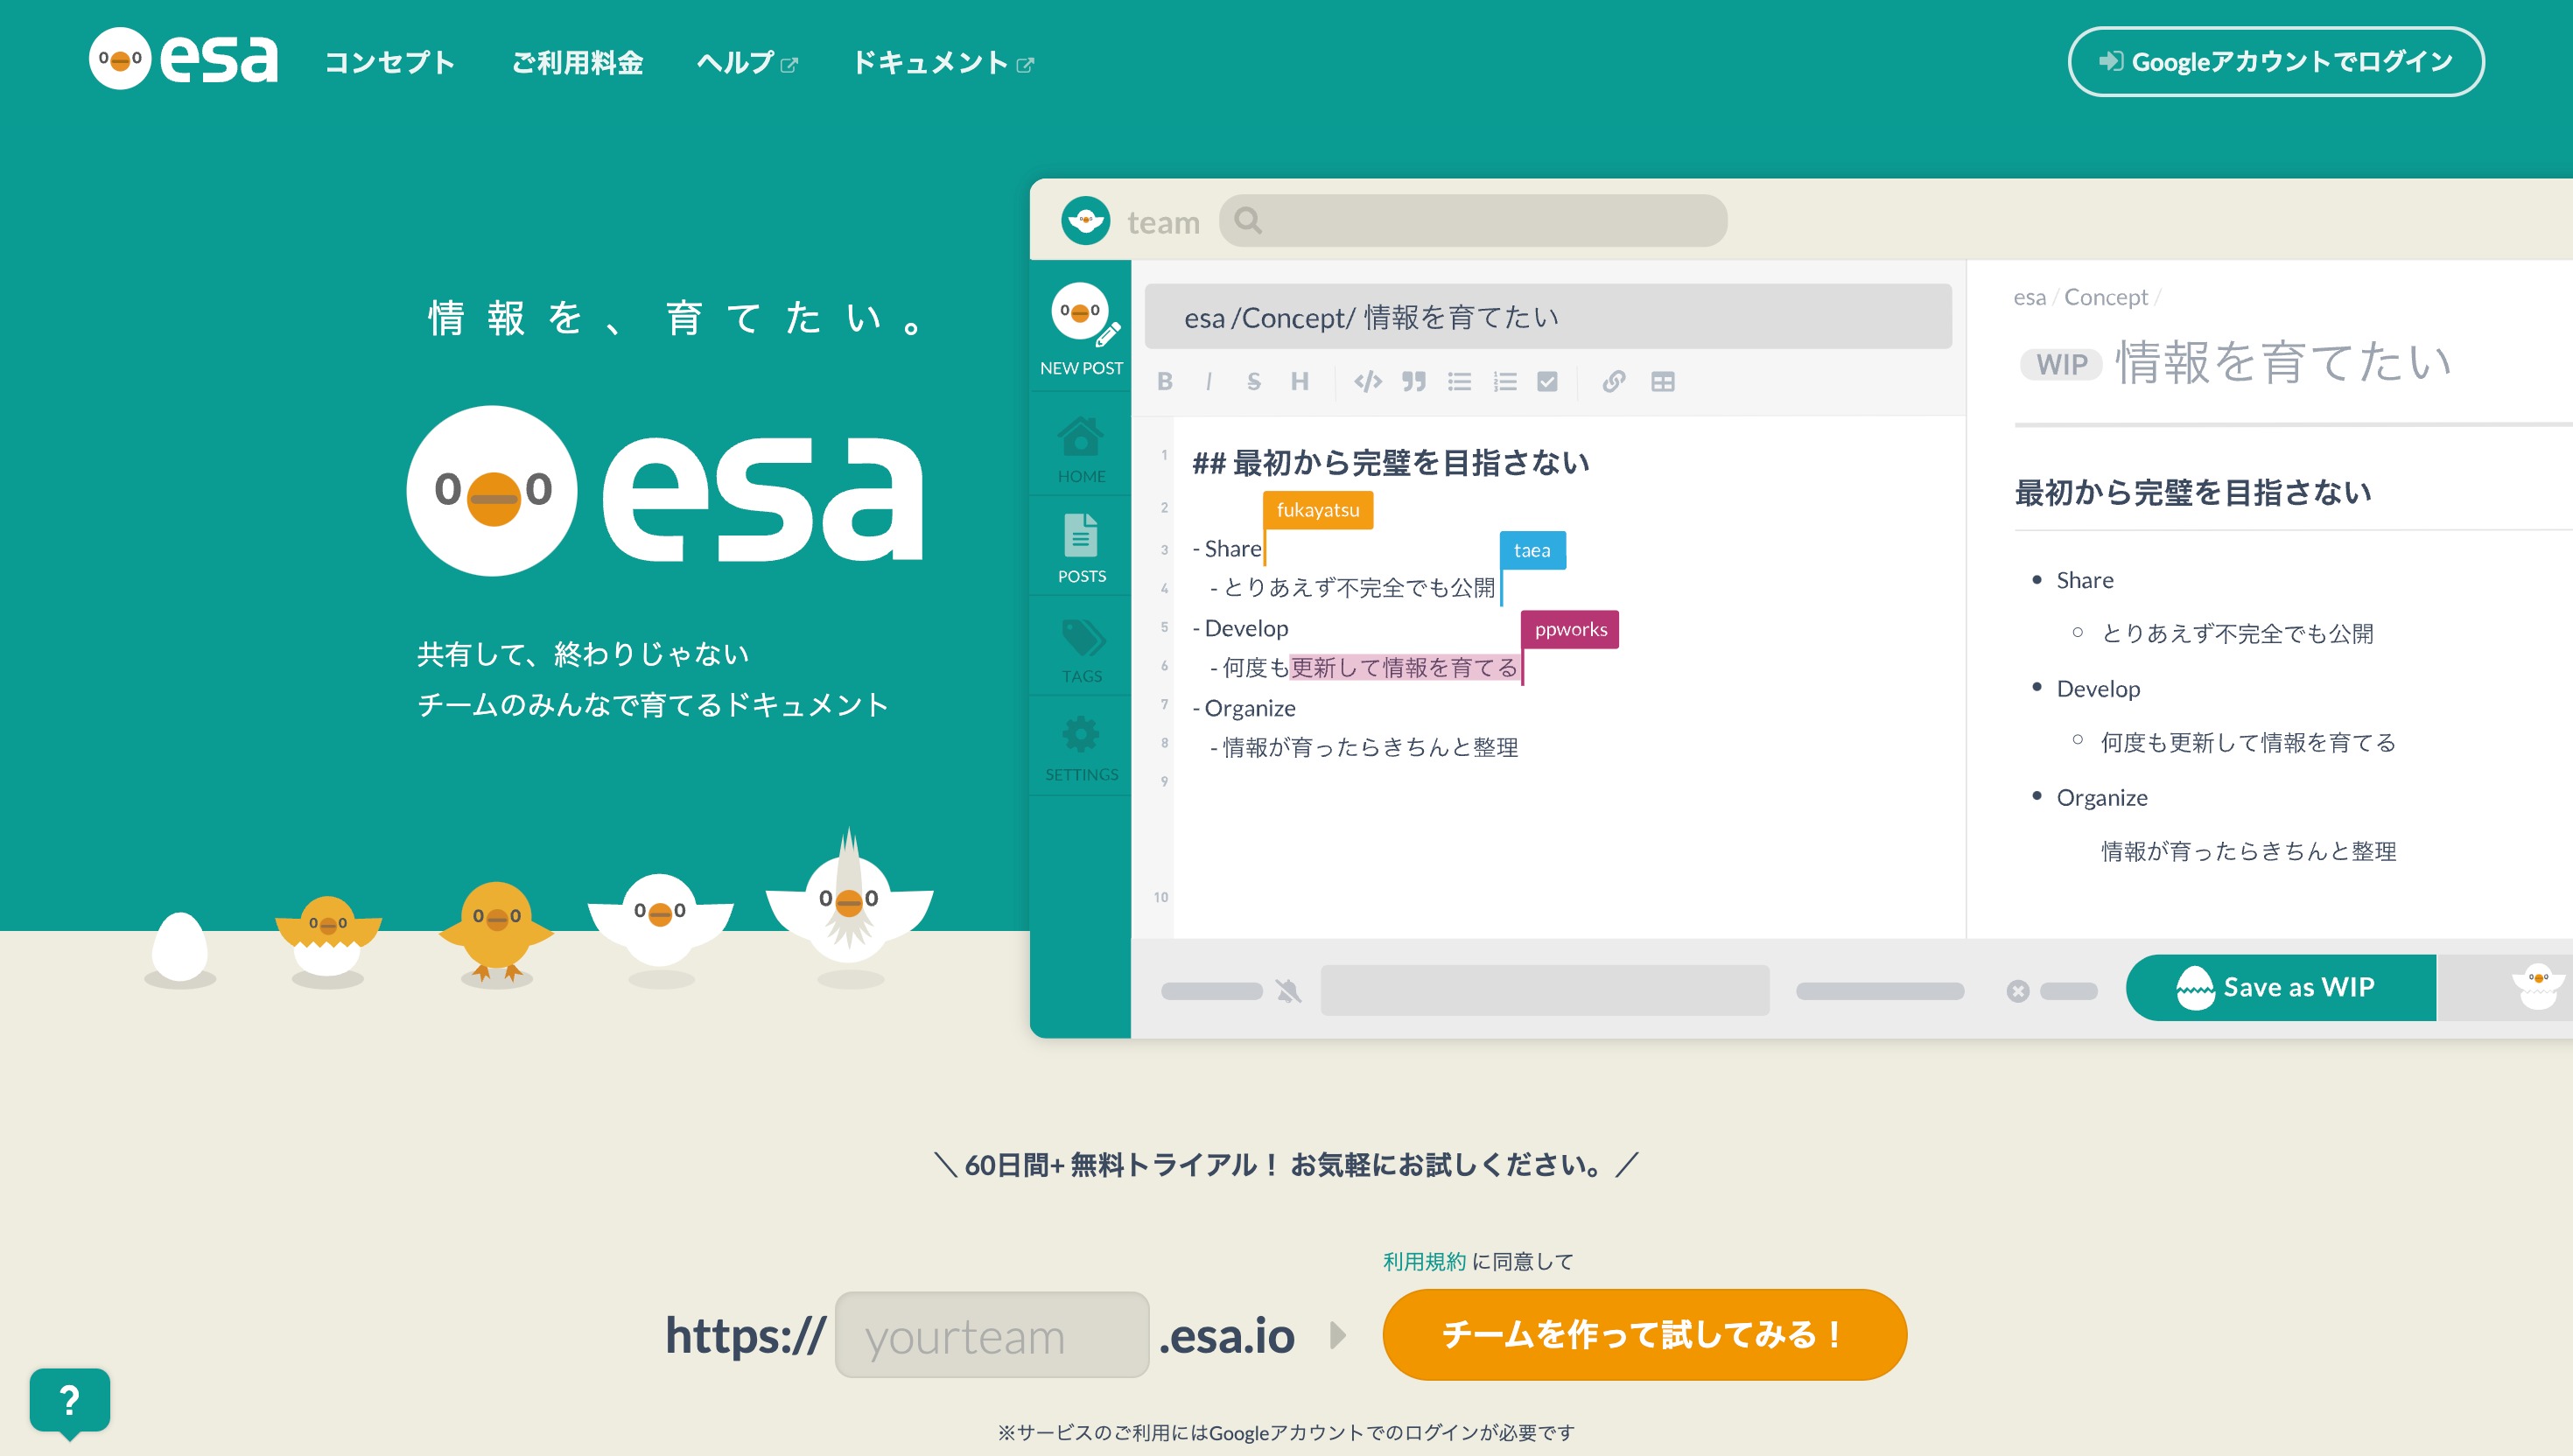 esa コンセプト ご利用料金 ヘルプ ドキュメント Googleアカウントでログイン
情報を、育てたい。
esa
共有して、終わりじゃない
チームのみんなで育てるドキュメント
team
NEW POST
HOME
POSTS
TAGS
SETTINGS
esa /Concept/ 情報を育てたい
B I S H
1 ## 最初から完璧を目指さない
2
fukayatsu
3 - Share
taea
4 - とりあえず不完全でも公開
5 - Develop
ppworks
6 - 何度も更新して情報を育てる
7 - Organize
8 - 情報が育ったらきちんと整理
9
10
esa / Concept /
WIP 情報を育てたい
最初から完璧を目指さない
Share
とりあえず不完全でも公開
Develop
何度も更新して情報を育てる
Organize
情報が育ったらきちんと整理
Save as WIP
＼ 60日間+ 無料トライアル！ お気軽にお試しください。／
利用規約 に同意して
https:// yourteam .esa.io チームを作って試してみる！
?
※サービスのご利用にはGoogleアカウントでのログインが必要です